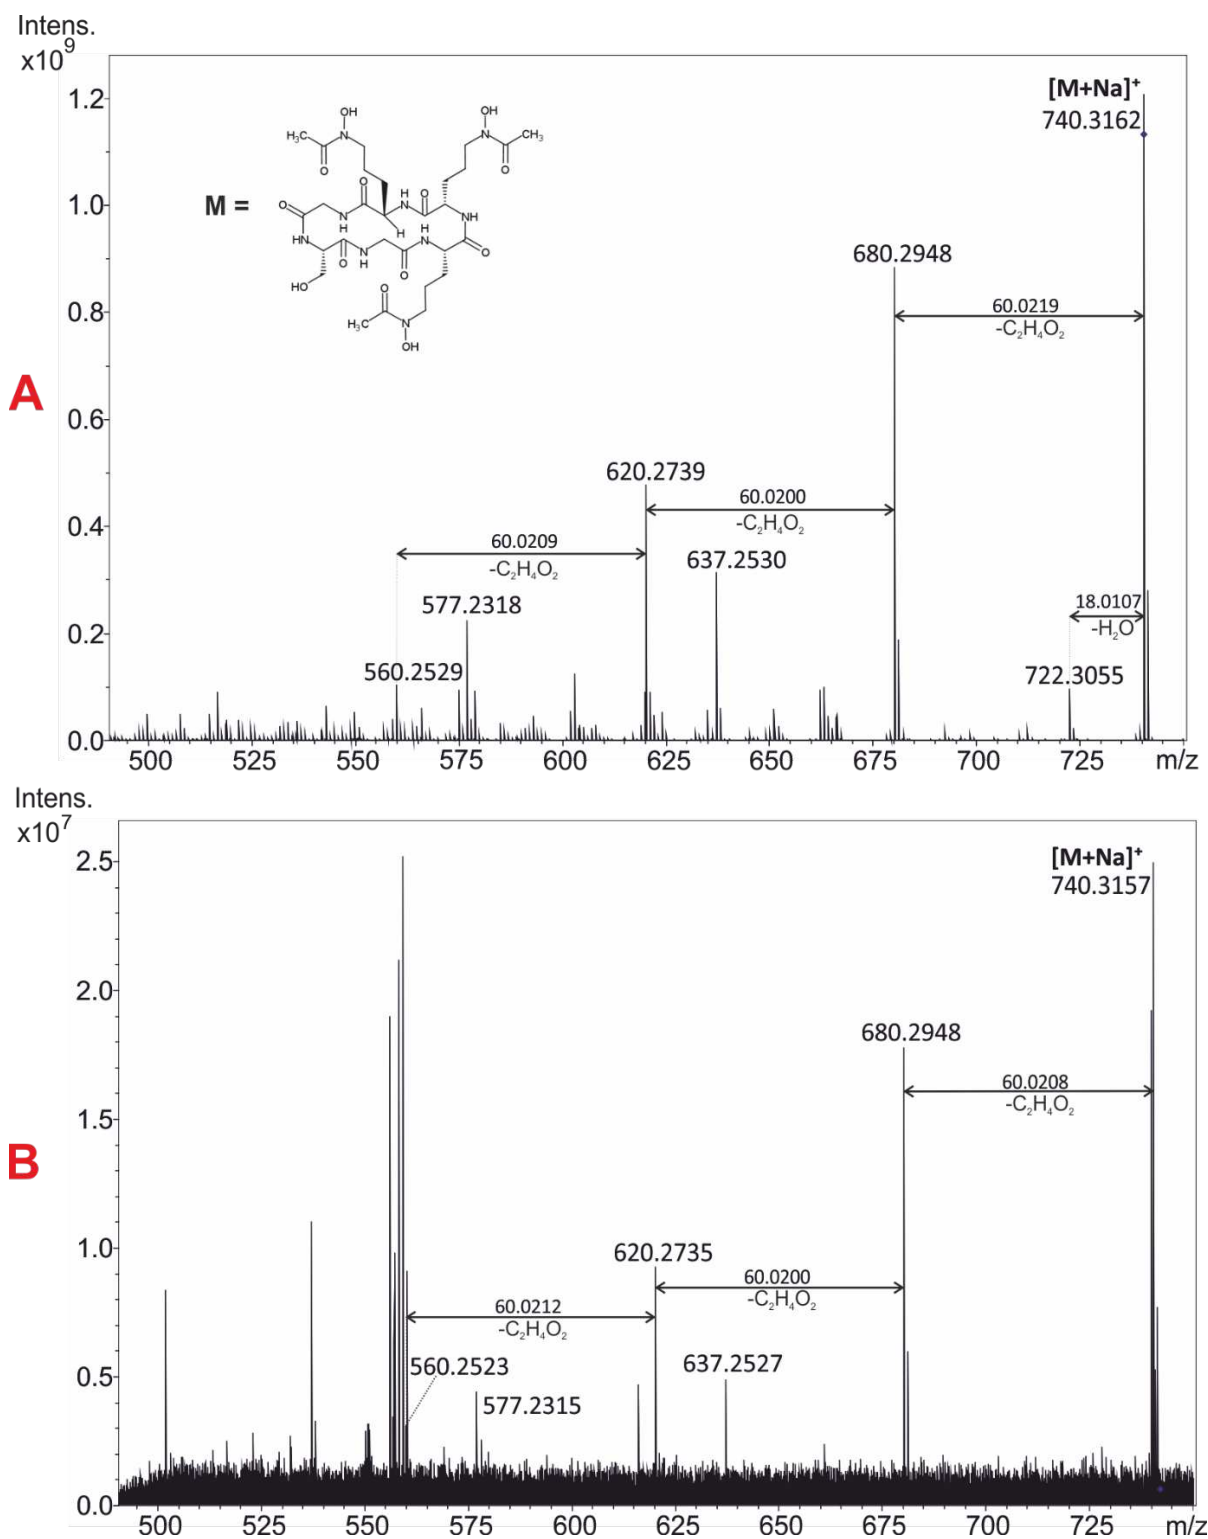 Intens.
x10⁹
[M+Na]⁺
740.3162
1.2
OH
OH
H₃C
N
N
CH₃
O
O
M =
O
O
H
N
O
1.0
O
NH
N
H
H
H
NH
HN
O
N
H
O
N
H
O
O
HO
680.2948
60.0219
-C₂H₄O₂
0.8
O
H₃C
N
OH
A
0.6
620.2739
60.0200
-C₂H₄O₂
0.4
60.0209
-C₂H₄O₂
637.2530
577.2318
18.0107
-H₂O
0.2
560.2529
722.3055
0.0
500 525 550 575 600 625 650 675 700 725 m/z
Intens.
x10⁷
2.5
[M+Na]⁺
740.3157
2.0
680.2948
60.0208
-C₂H₄O₂
1.5
B
1.0
620.2735
60.0200
-C₂H₄O₂
60.0212
-C₂H₄O₂
0.5
560.2523
637.2527
577.2315
0.0
500 525 550 575 600 625 650 675 700 725 m/z